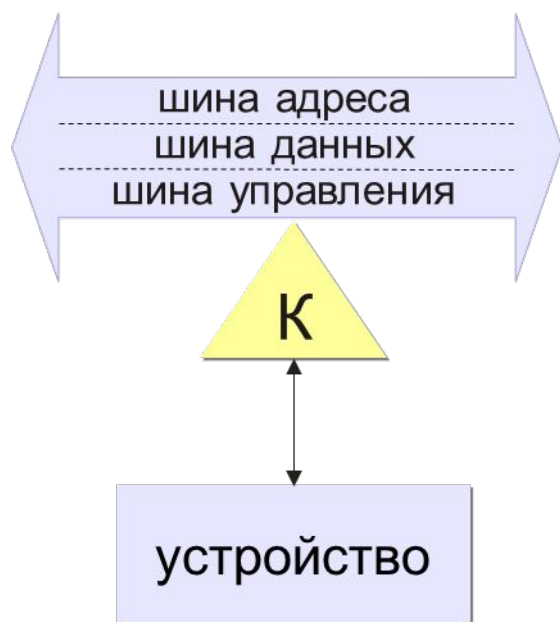 шина адреса
шина данных
шина управления
К
устройство